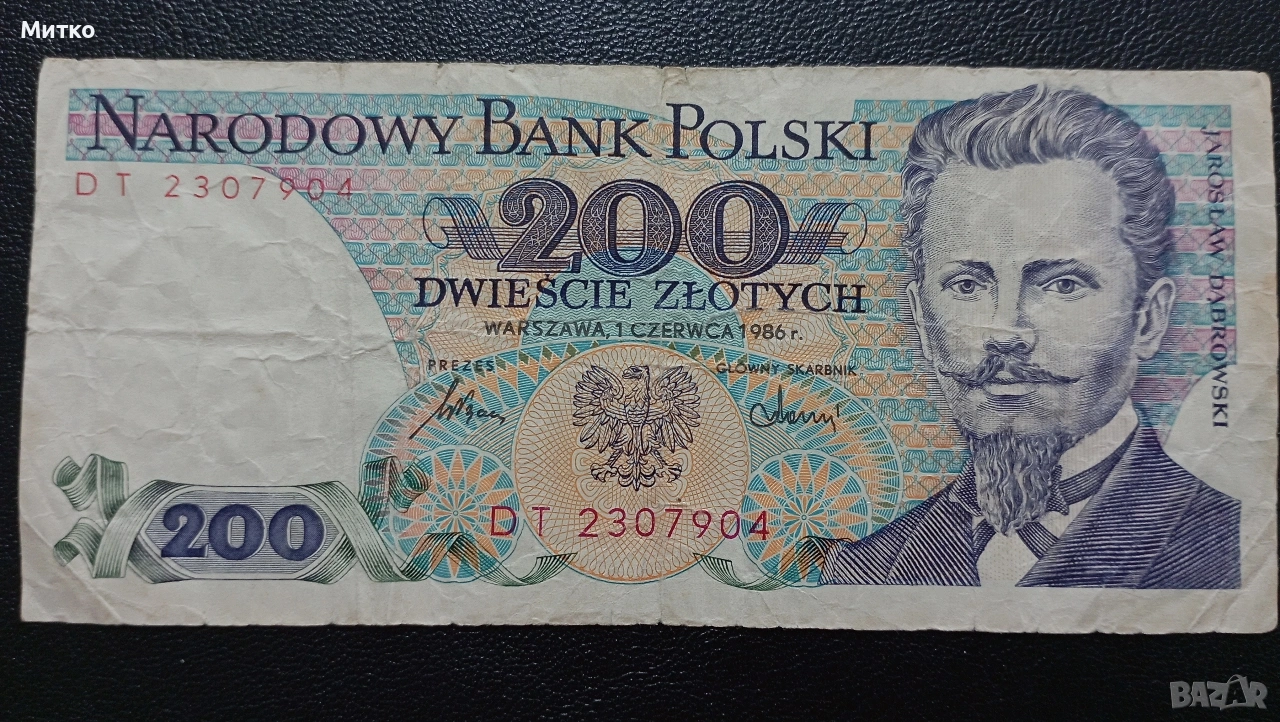 Митко
NARODOWY BANK POLSKI
DT 2307904
200
DWIEŚCIE ZŁOTYCH
WARSZAWA, 1 CZERWCA 1986 r.
PREZES
GŁÓWNY SKARBNIK
JAROSŁAW DĄBROWSKI
200
DT 2307904
BAZAR